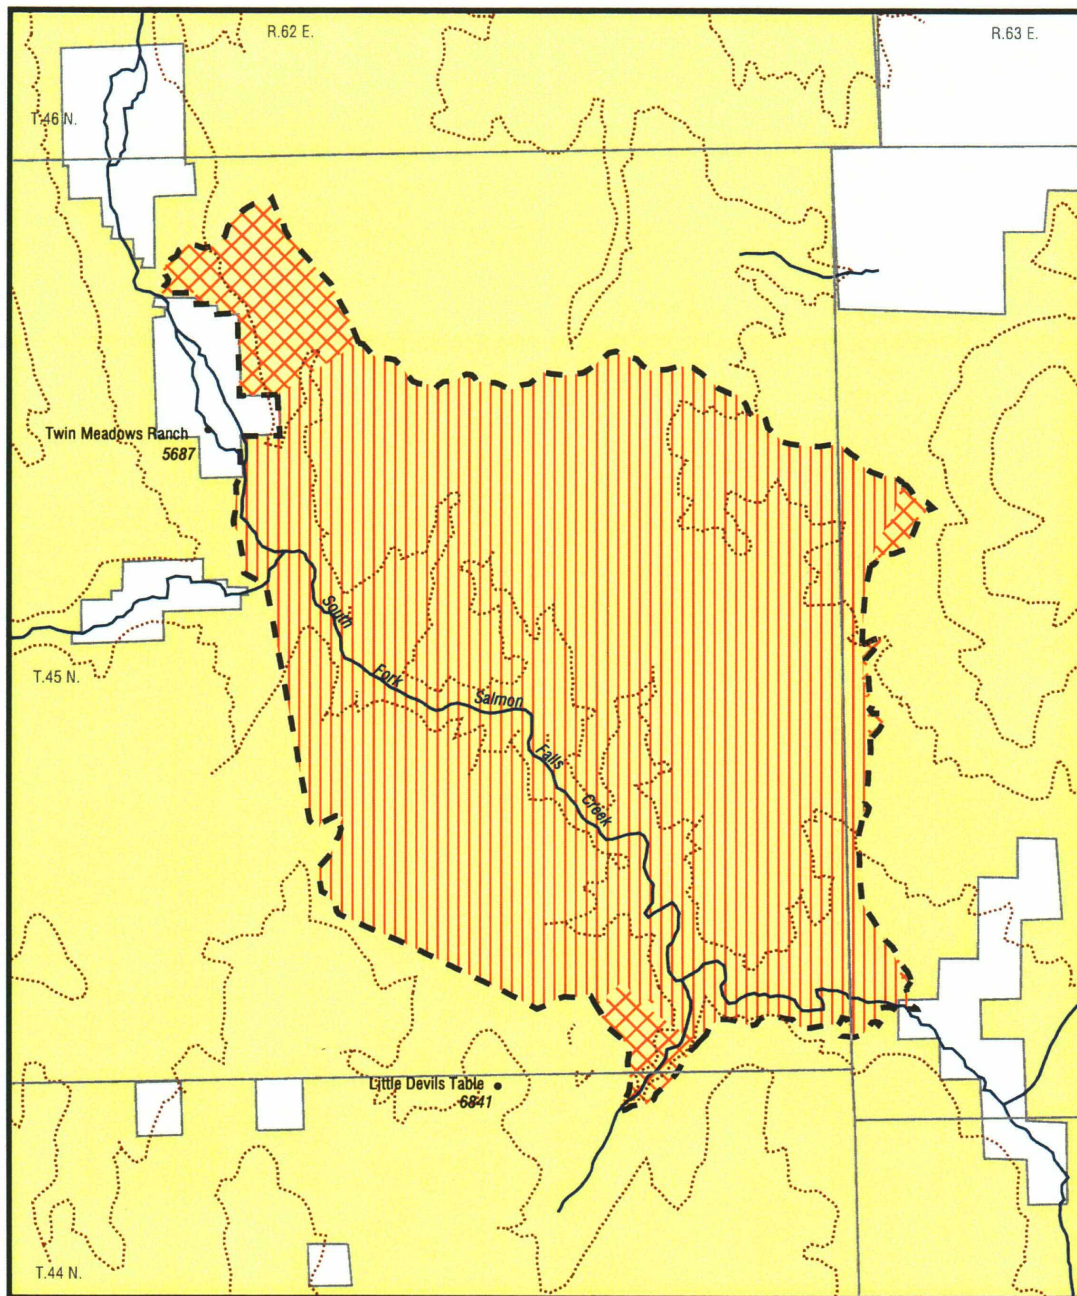 R.62 E.
R.63 E.
T.46 N.
Twin Meadows Ranch
5687
South
Fork
Salmon
Falls
Creek
T.45 N.
Little Devils Table
6841
T.44 N.